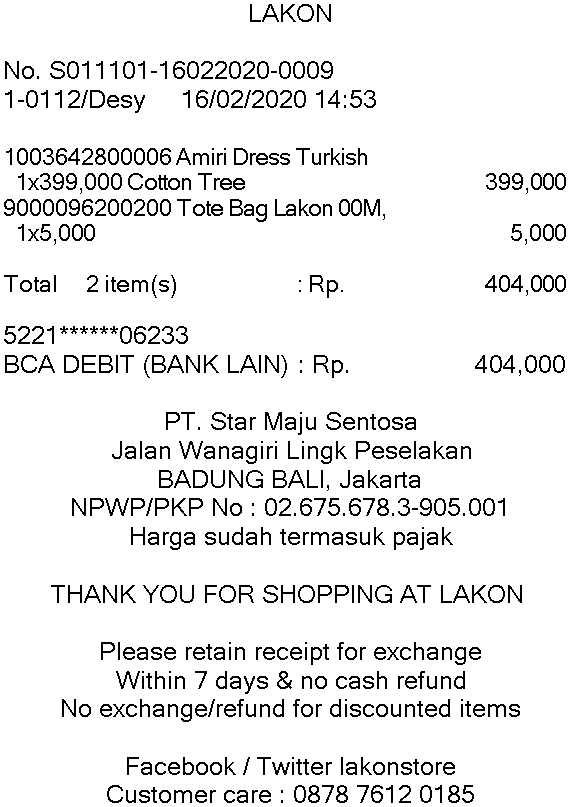 LAKON
No. S011101-16022020-0009
1-0112/Desy 16/02/2020 14:53
1003642800006 Amiri Dress Turkish
1x399,000 Cotton Tree 399,000
9000096200200 Tote Bag Lakon 00M,
1x5,000 5,000
Total 2 item(s) : Rp. 404,000
5221******06233
BCA DEBIT (BANK LAIN) : Rp. 404,000
PT. Star Maju Sentosa
Jalan Wanagiri Lingk Peselakan
BADUNG BALI, Jakarta
NPWP/PKP No : 02.675.678.3-905.001
Harga sudah termasuk pajak
THANK YOU FOR SHOPPING AT LAKON
Please retain receipt for exchange
Within 7 days & no cash refund
No exchange/refund for discounted items
Facebook / Twitter lakonstore
Customer care : 0878 7612 0185